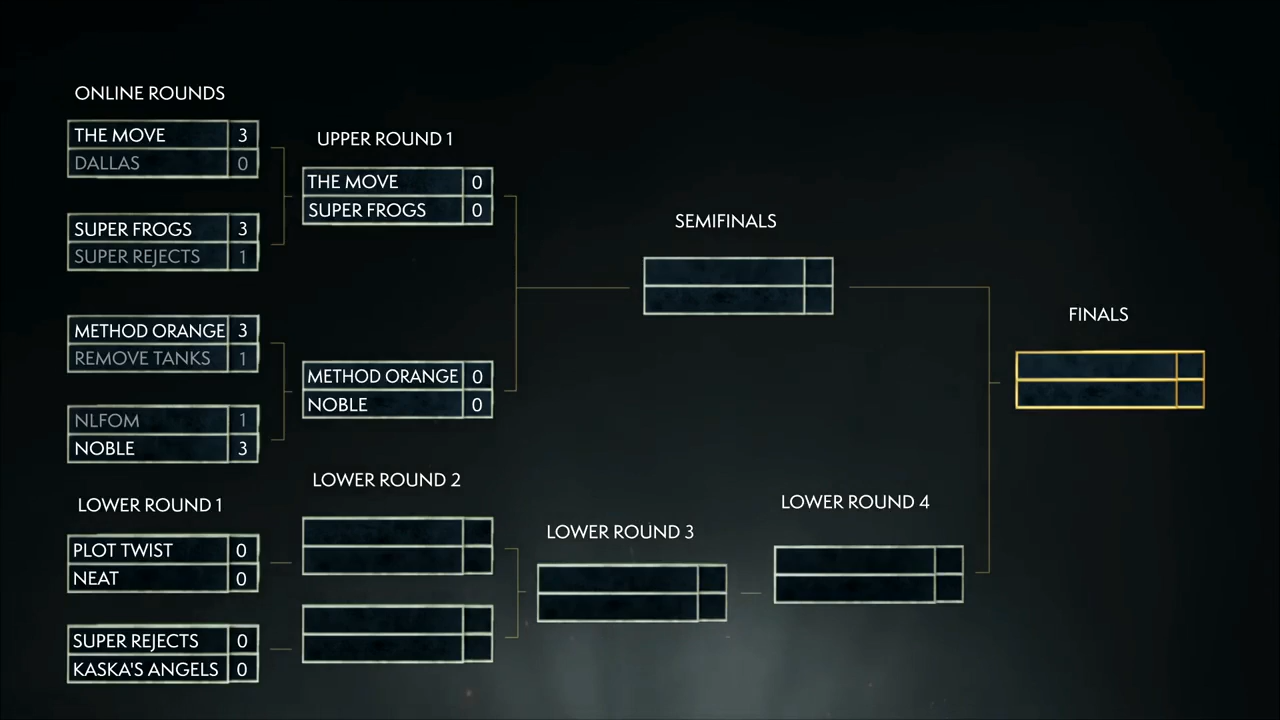 ONLINE ROUNDS
THE MOVE 3
DALLAS 0
SUPER FROGS 3
SUPER REJECTS 1
METHOD ORANGE 3
REMOVE TANKS 1
NLFOM 1
NOBLE 3
UPPER ROUND 1
THE MOVE 0
SUPER FROGS 0
METHOD ORANGE 0
NOBLE 0
SEMIFINALS
FINALS
LOWER ROUND 1
PLOT TWIST 0
NEAT 0
SUPER REJECTS 0
KASKA'S ANGELS 0
LOWER ROUND 2
LOWER ROUND 3
LOWER ROUND 4